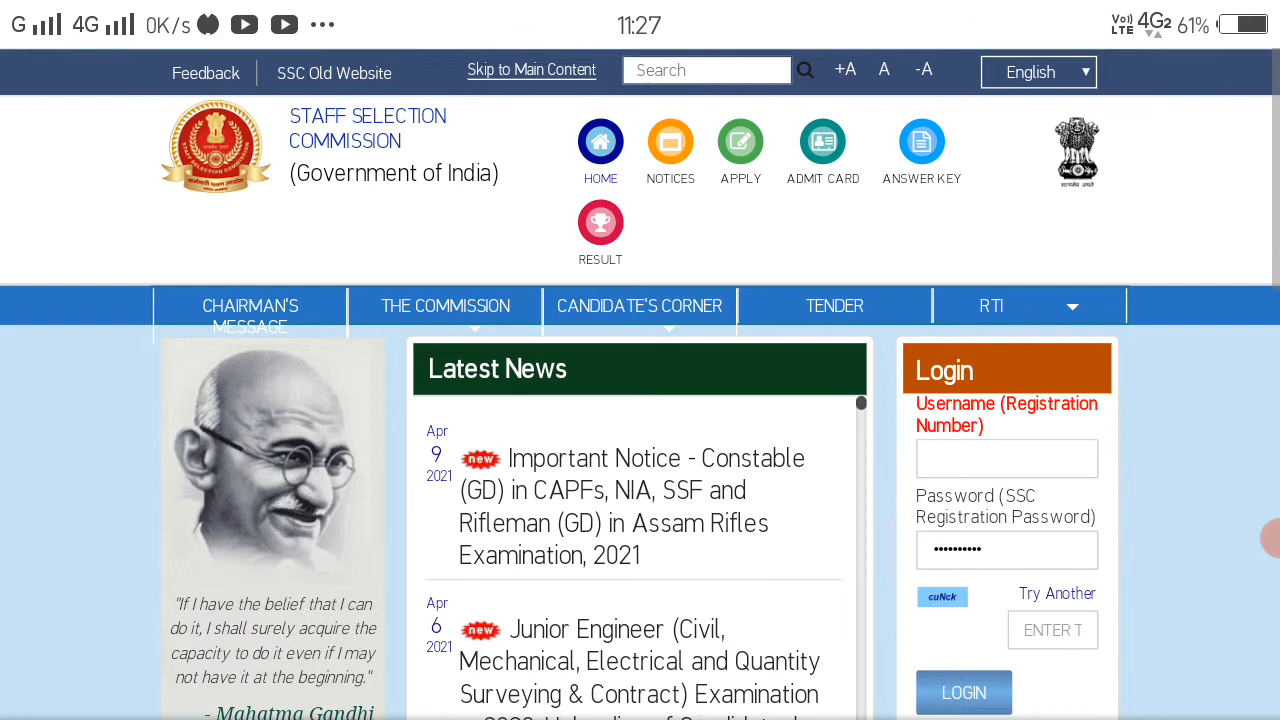 G 4G 0K/s 11:27 Vo)) LTE 4G2 61%
Feedback SSC Old Website Skip to Main Content Search +A A -A English
STAFF SELECTION
COMMISSION
(Government of India)
HOME NOTICES APPLY ADMIT CARD ANSWER KEY
RESULT
CHAIRMAN'S
MESSAGE
THE COMMISSION CANDIDATE'S CORNER TENDER RTI
"If I have the belief that I can
do it, I shall surely acquire the
capacity to do it even if I may
not have it at the beginning."
- Mahatma Gandhi
Latest News
Apr
9
2021
new Important Notice - Constable
(GD) in CAPFs, NIA, SSF and
Rifleman (GD) in Assam Rifles
Examination, 2021
Apr
6
2021
new Junior Engineer (Civil,
Mechanical, Electrical and Quantity
Surveying & Contract) Examination
Login
Username (Registration
Number)
Password (SSC
Registration Password)
••••••••••
cuNck Try Another
ENTER T
LOGIN